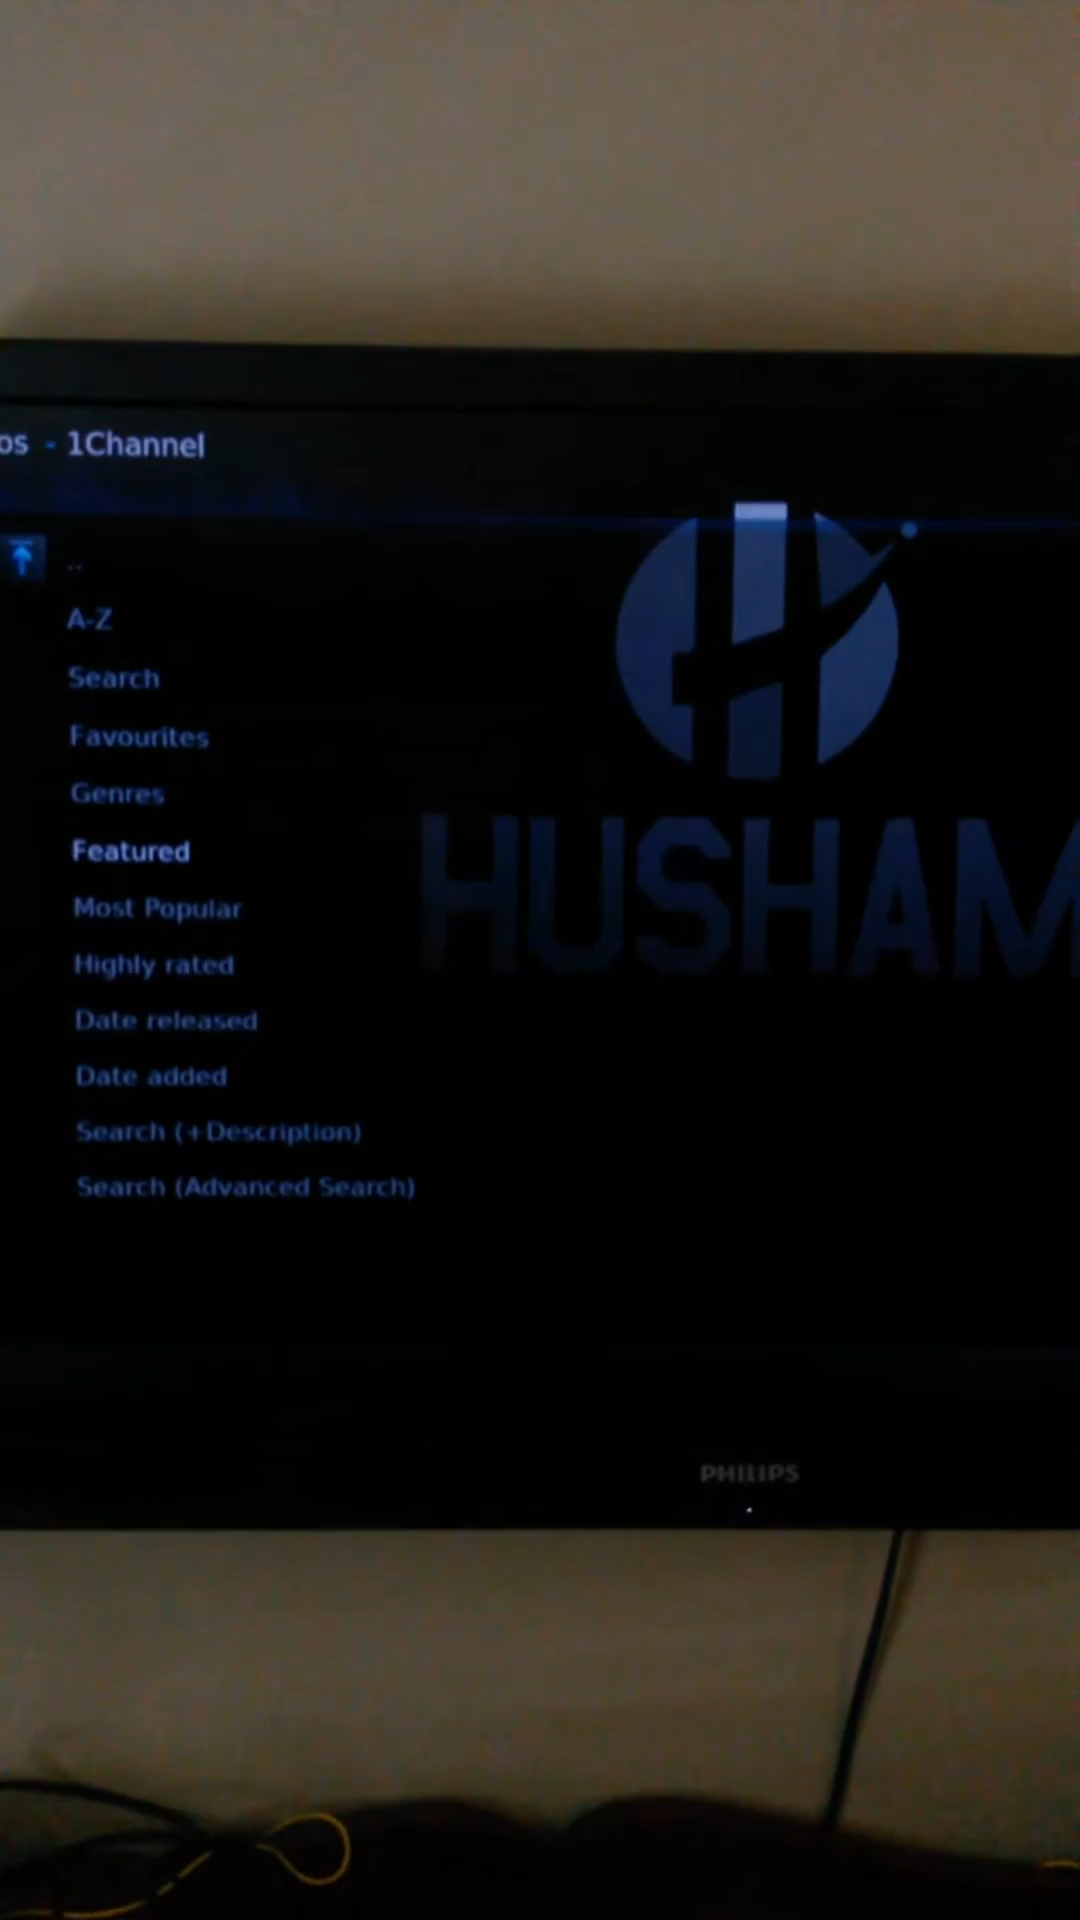 os - 1Channel
..
A-Z
Search
Favourites
Genres
Featured
Most Popular
Highly rated
Date released
Date added
Search (+Description)
Search (Advanced Search)
HUSHAM
PHILIPS